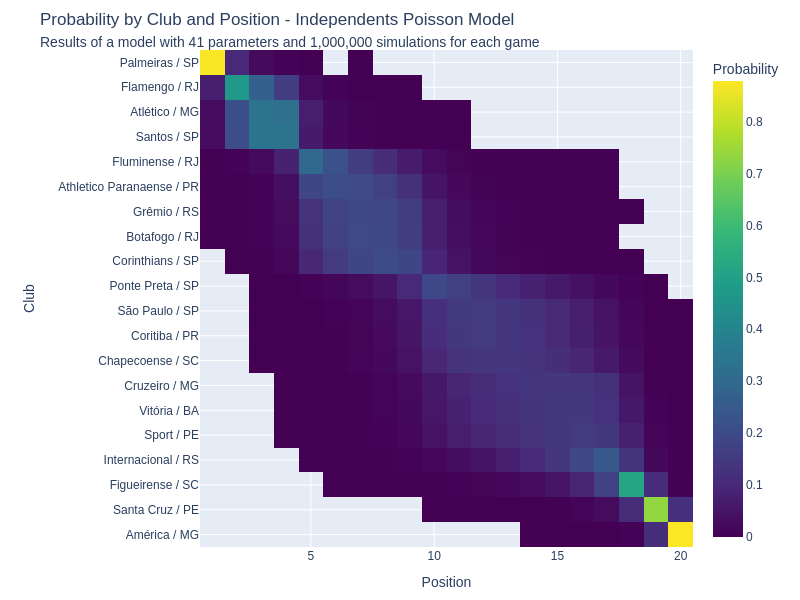 Probability by Club and Position - Independents Poisson Model
Results of a model with 41 parameters and 1,000,000 simulations for each game
Probability
Palmeiras / SP
Flamengo / RJ
Atlético / MG
Santos / SP
Fluminense / RJ
Athletico Paranaense / PR
Grêmio / RS
Botafogo / RJ
Corinthians / SP
Ponte Preta / SP
São Paulo / SP
Coritiba / PR
Chapecoense / SC
Cruzeiro / MG
Vitória / BA
Sport / PE
Internacional / RS
Figueirense / SC
Santa Cruz / PE
América / MG
Club
5 10 15 20
Position
0.8
0.7
0.6
0.5
0.4
0.3
0.2
0.1
0